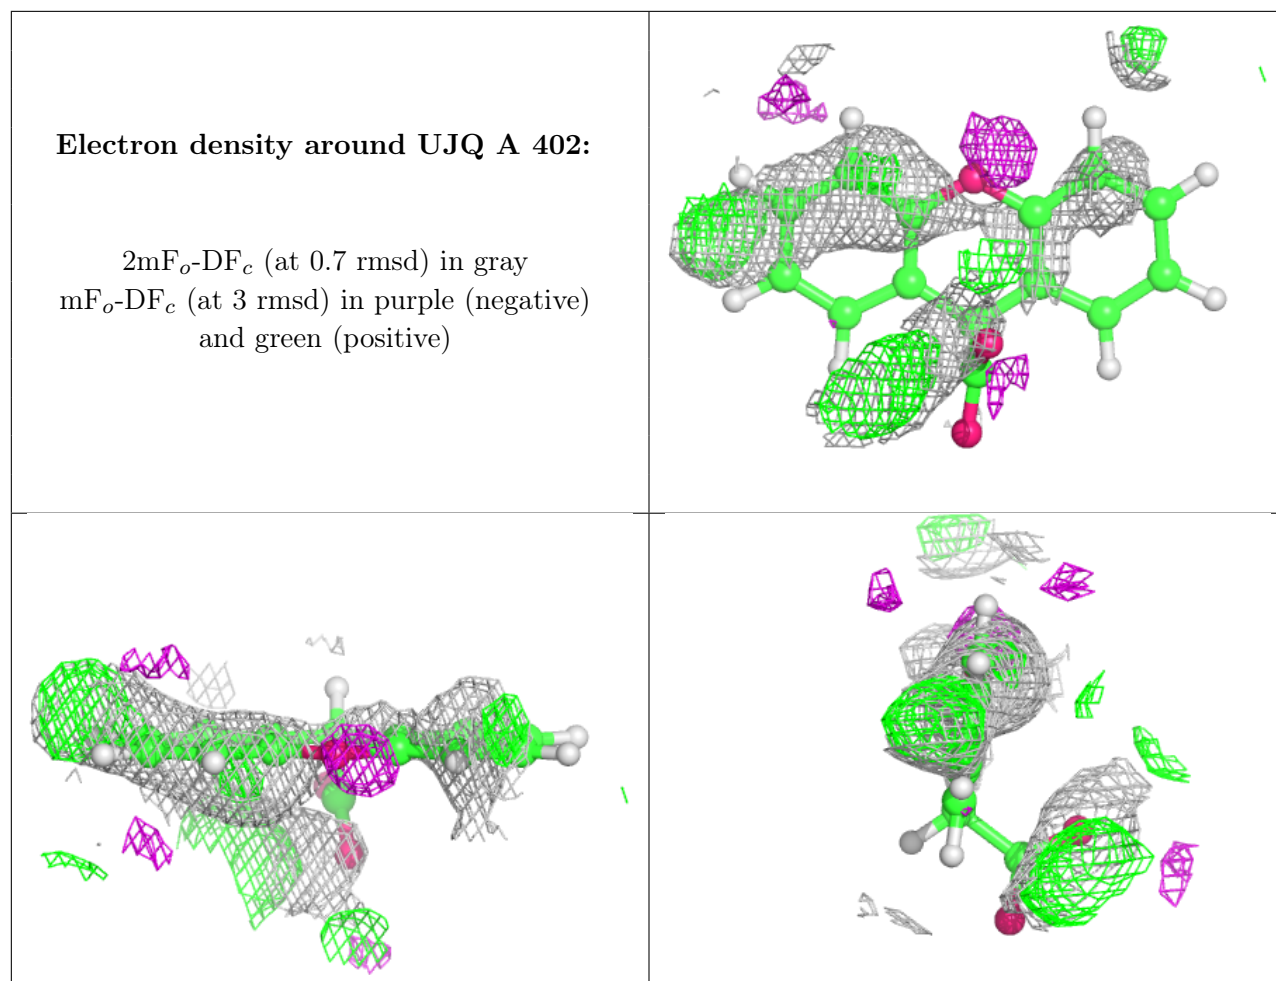 Electron density around UJQ A 402:
2mFo-DFc (at 0.7 rmsd) in gray
mFo-DFc (at 3 rmsd) in purple (negative)
and green (positive)